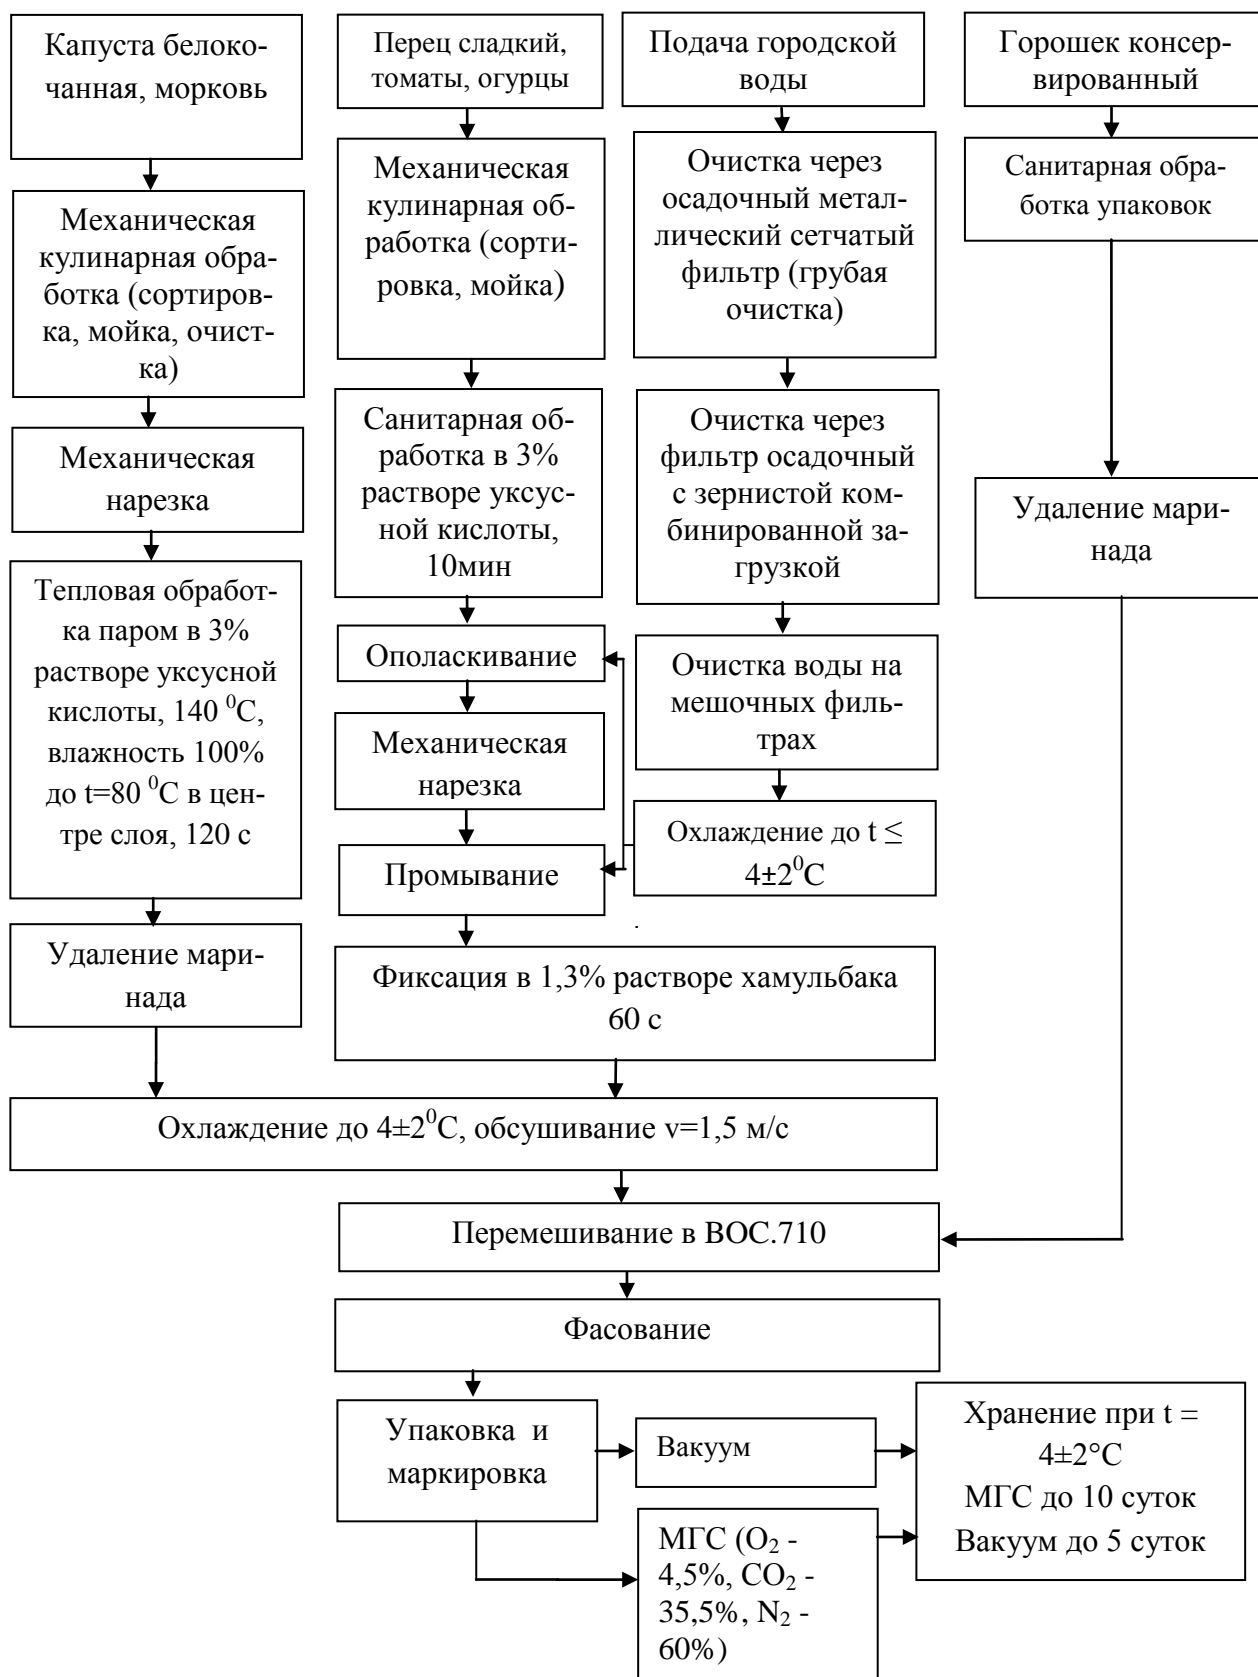 Капуста белоко-
чанная, морковь
Механическая
кулинарная обра-
ботка (сортиров-
ка, мойка, очист-
ка)
Механическая
нарезка
Тепловая обработ-
ка паром в 3%
растворе уксусной
кислоты, 140 ⁰С,
влажность 100%
до t=80 ⁰С в цен-
тре слоя, 120 с
Удаление мари-
нада
Перец сладкий,
томаты, огурцы
Механическая
кулинарная об-
работка (сорти-
ровка, мойка)
Санитарная об-
работка в 3%
растворе уксус-
ной кислоты,
10мин
Ополаскивание
Механическая
нарезка
Промывание
Фиксация в 1,3% растворе хамульбака
60 с
Подача городской
воды
Очистка через
осадочный метал-
лический сетчатый
фильтр (грубая
очистка)
Очистка через
фильтр осадочный
с зернистой ком-
бинированной за-
грузкой
Очистка воды на
мешочных филь-
трах
Охлаждение до t ≤
4±2⁰С
Горошек консер-
вированный
Санитарная обра-
ботка упаковок
Удаление мари-
нада
Охлаждение до 4±2⁰С, обсушивание v=1,5 м/с
Перемешивание в ВОС.710
Фасование
Упаковка и
маркировка
Вакуум
МГС (O₂ -
4,5%, CO₂ -
35,5%, N₂ -
60%)
Хранение при t =
4±2°С
МГС до 10 суток
Вакуум до 5 суток